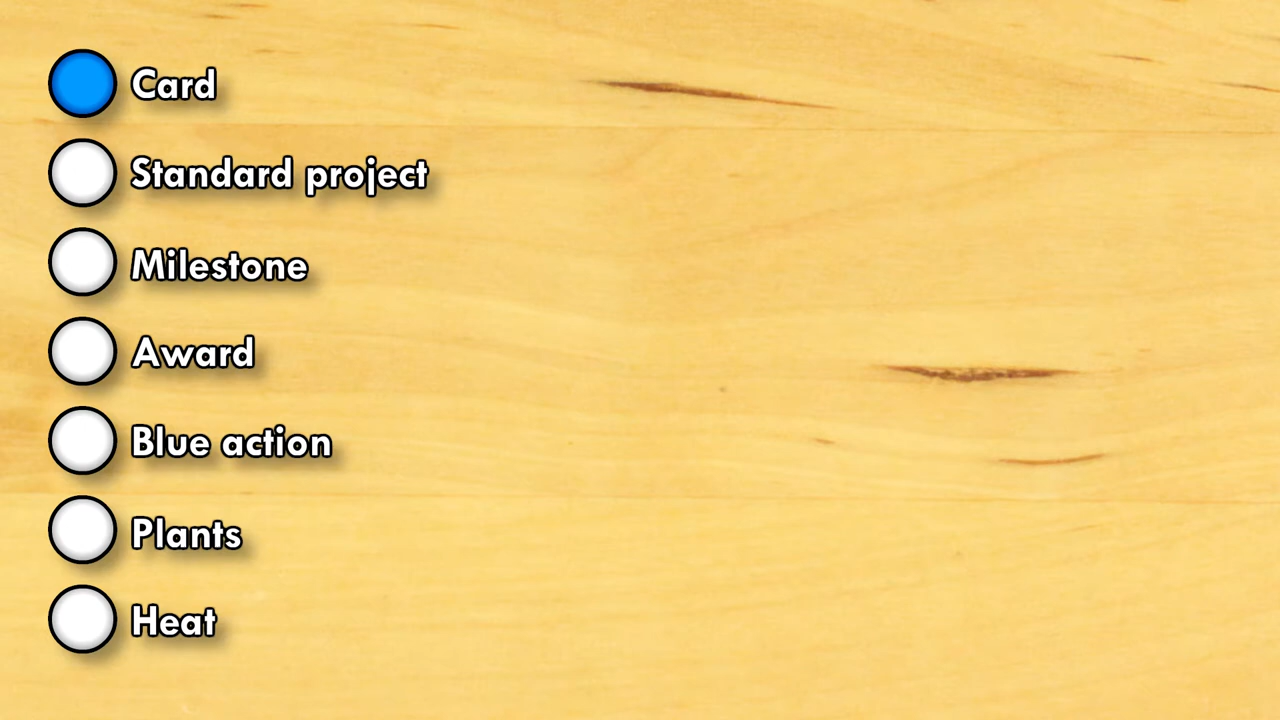 Card
Standard project
Milestone
Award
Blue action
Plants
Heat